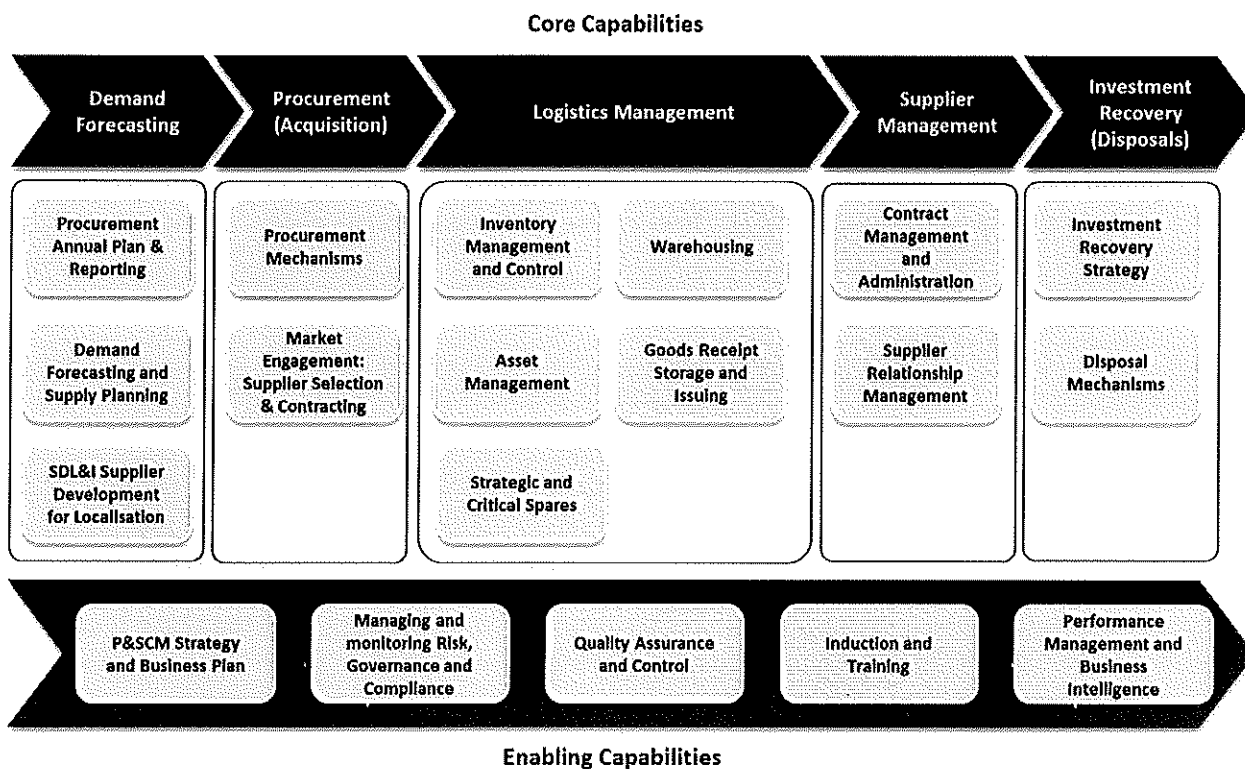 Core Capabilities
Demand
Forecasting
Procurement
(Acquisition)
Logistics Management
Supplier
Management
Investment
Recovery
(Disposals)
Procurement
Annual Plan &
Reporting
Demand
Forecasting and
Supply Planning
SDL&I Supplier
Development
for Localisation
Procurement
Mechanisms
Market
Engagement:
Supplier Selection
& Contracting
Inventory
Management
and Control
Warehousing
Asset
Management
Goods Receipt
Storage and
Issuing
Strategic and
Critical Spares
Contract
Management
and
Administration
Supplier
Relationship
Management
Investment
Recovery
Strategy
Disposal
Mechanisms
P&SCM Strategy
and Business Plan
Managing and
monitoring Risk,
Governance and
Compliance
Quality Assurance
and Control
Induction and
Training
Performance
Management and
Business
Intelligence
Enabling Capabilities